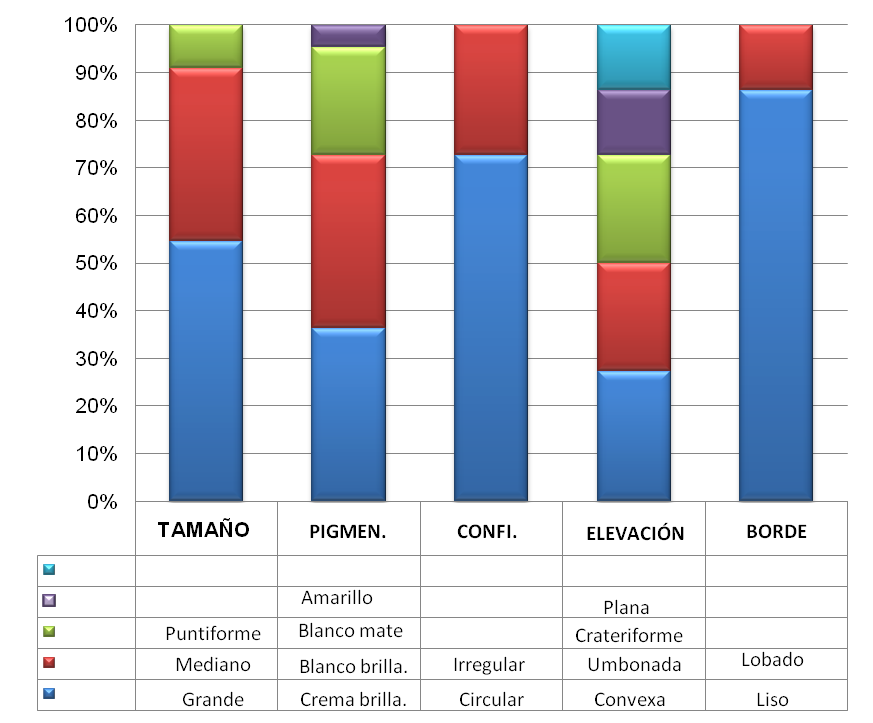 100%
90%
80%
70%
60%
50%
40%
30%
20%
10%
0%
TAMAÑO PIGMEN. CONFI. ELEVACIÓN BORDE
Amarillo Plana
Puntiforme Blanco mate Crateriforme
Mediano Blanco brilla. Irregular Umbonada Lobado
Grande Crema brilla. Circular Convexa Liso